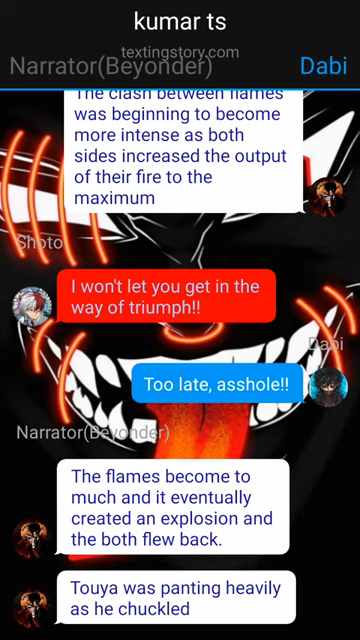 kumar ts
textingstory.com
Narrator(Beyonder)
Dabi
The clash between flames
was beginning to become
more intense as both
sides increased the output
of their fire to the
maximum
Shoto
I won't let you get in the
way of triumph!!
Dabi
Too late, asshole!!
Narrator(Beyonder)
The flames become to
much and it eventually
created an explosion and
the both flew back.
Touya was panting heavily
as he chuckled